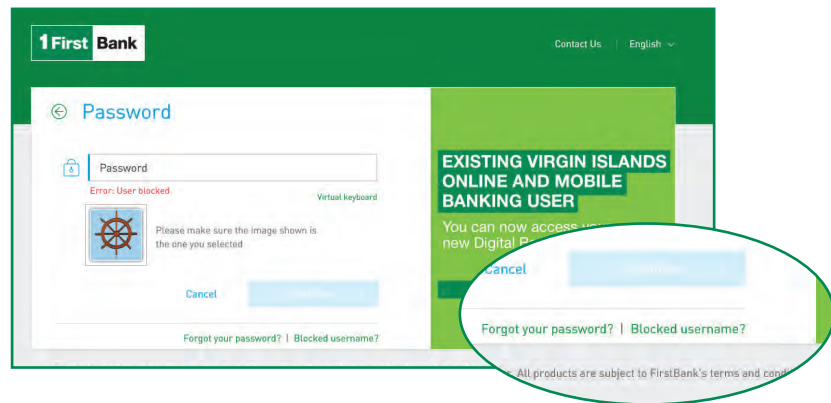 1 First Bank
Contact Us | English
Password
Password
Error: User blocked
Virtual keyboard
Please make sure the image shown is
the one you selected
Cancel
Forgot your password? | Blocked username?
EXISTING VIRGIN ISLANDS
ONLINE AND MOBILE
BANKING USER
You can now access
new Digital
Cancel
Forgot your password? | Blocked username?
All products are subject to FirstBank's terms and